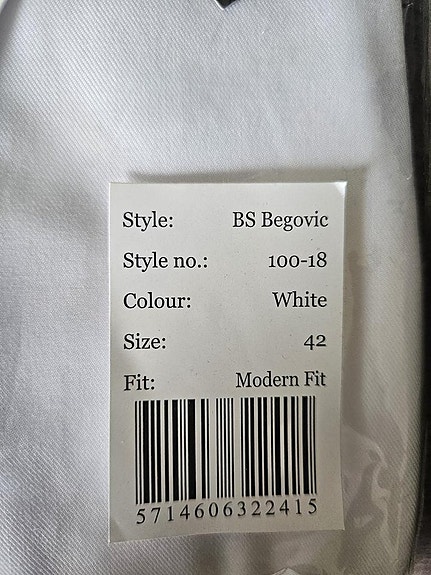 Style: BS Begovic
Style no.: 100-18
Colour: White
Size: 42
Fit: Modern Fit
5714606322415